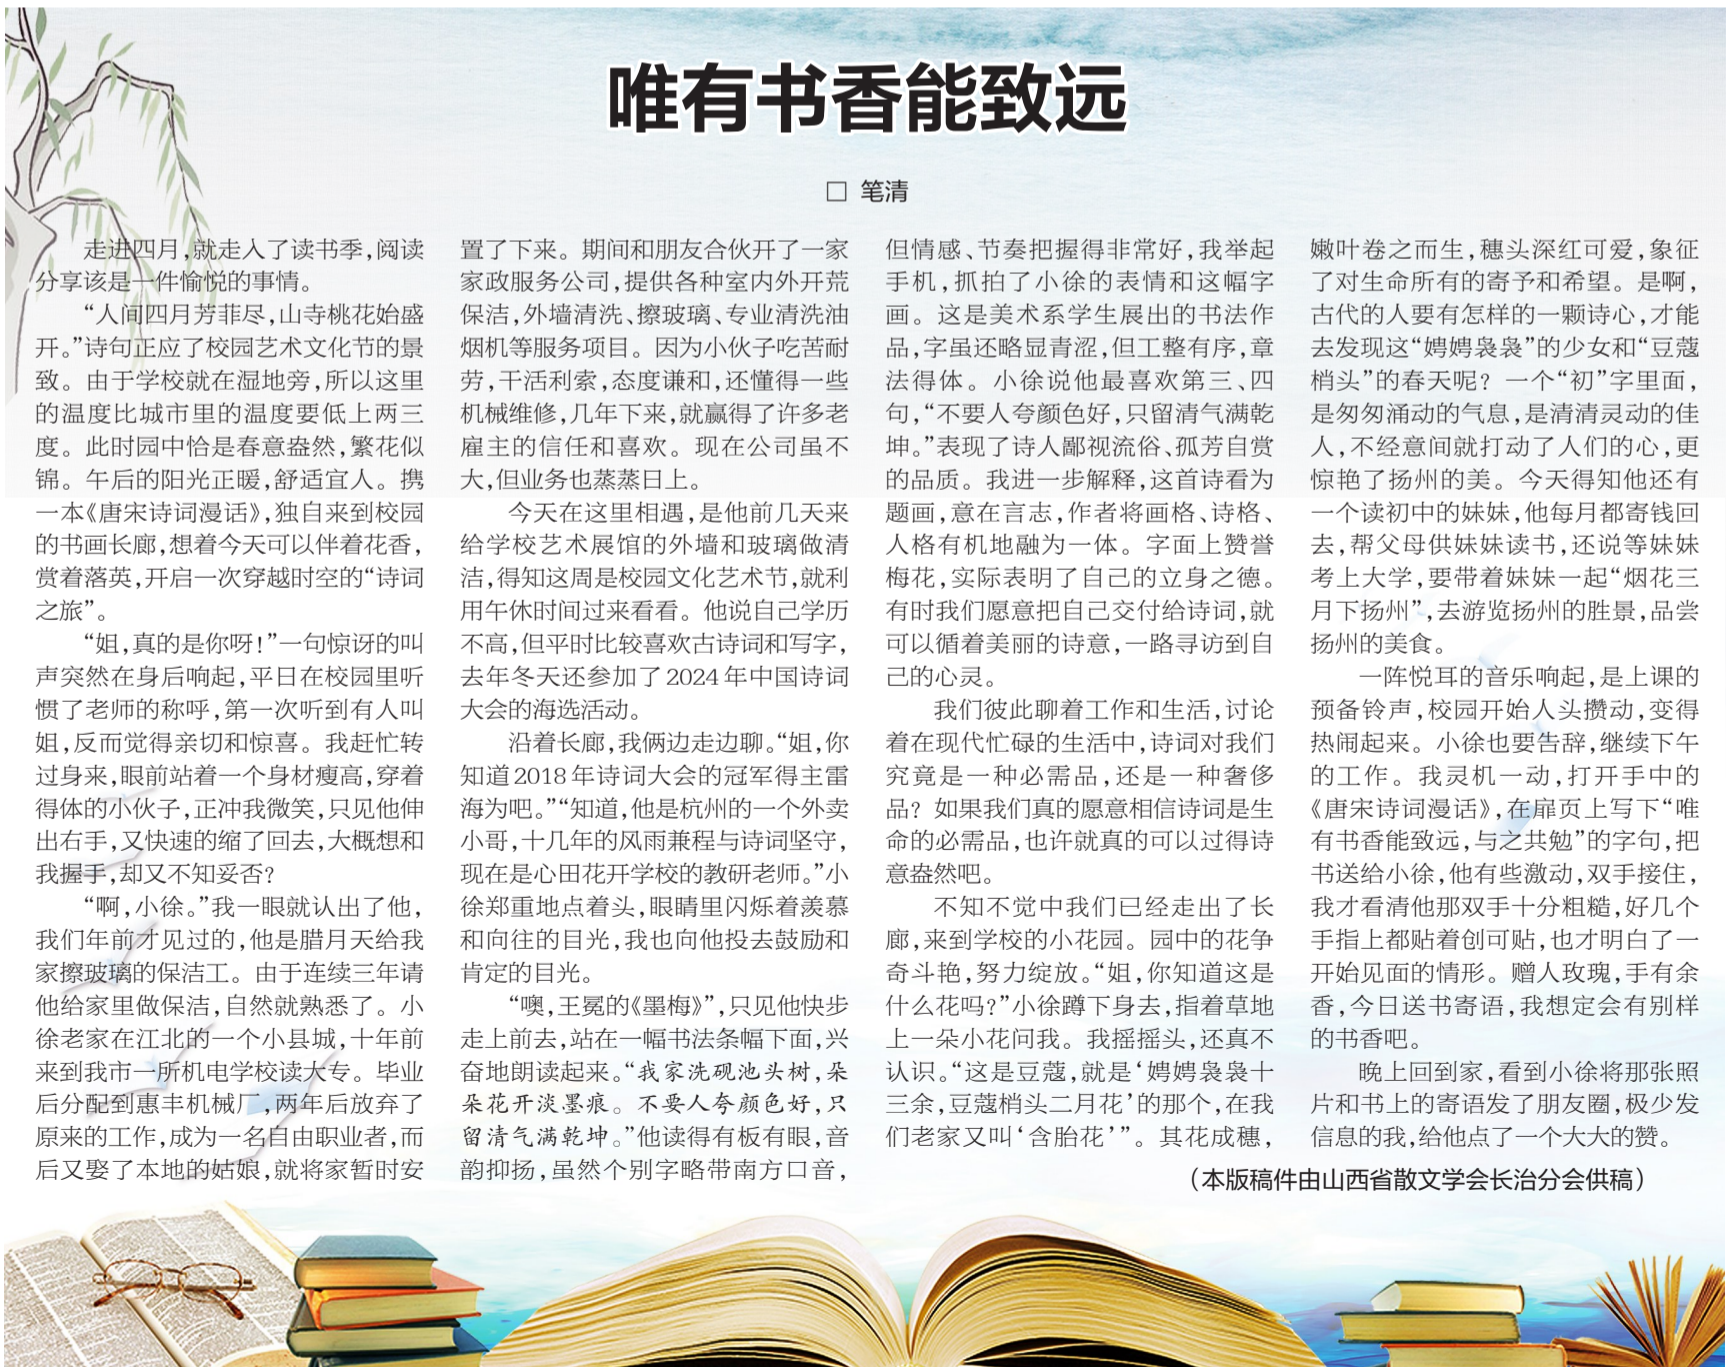 唯有书香能致远
□ 笔清
走进四月,就走入了读书季,阅读
分享该是一件愉悦的事情。
“人间四月芳菲尽,山寺桃花始盛
开。”诗句正应了校园艺术文化节的景
致。由于学校就在湿地旁,所以这里
的温度比城市里的温度要低上两三
度。此时园中恰是春意盎然,繁花似
锦。午后的阳光正暖,舒适宜人。携
一本《唐宋诗词漫话》,独自来到校园
的书画长廊,想着今天可以伴着花香,
赏着落英,开启一次穿越时空的“诗词
之旅”。
“姐,真的是你呀!”一句惊讶的叫
声突然在身后响起,平日在校园里听
惯了老师的称呼,第一次听到有人叫
姐,反而觉得亲切和惊喜。我赶忙转
过身来,眼前站着一个身材瘦高,穿着
得体的小伙子,正冲我微笑,只见他伸
出右手,又快速的缩了回去,大概想和
我握手,却又不知妥否?
“啊,小徐。”我一眼就认出了他,
我们年前才见过的,他是腊月天给我
家擦玻璃的保洁工。由于连续三年请
他给家里做保洁,自然就熟悉了。小
徐老家在江北的一个小县城,十年前
来到我市一所机电学校读大专。毕业
后分配到惠丰机械厂,两年后放弃了
原来的工作,成为一名自由职业者,而
后又娶了本地的姑娘,就将家暂时安
置了下来。期间和朋友合伙开了一家
家政服务公司,提供各种室内外开荒
保洁,外墙清洗、擦玻璃、专业清洗油
烟机等服务项目。因为小伙子吃苦耐
劳,干活利索,态度谦和,还懂得一些
机械维修,几年下来,就赢得了许多老
雇主的信任和喜欢。现在公司虽不
大,但业务也蒸蒸日上。
今天在这里相遇,是他前几天来
给学校艺术展馆的外墙和玻璃做清
洁,得知这周是校园文化艺术节,就利
用午休时间过来看看。他说自己学历
不高,但平时比较喜欢古诗词和写字,
去年冬天还参加了2024年中国诗词
大会的海选活动。
沿着长廊,我俩边走边聊。“姐,你
知道2018年诗词大会的冠军得主雷
海为吧。”“知道,他是杭州的一个外卖
小哥,十几年的风雨兼程与诗词坚守,
现在是心田花开学校的教研老师。”小
徐郑重地点着头,眼睛里闪烁着羡慕
和向往的目光,我也向他投去鼓励和
肯定的目光。
“噢,王冕的《墨梅》”,只见他快步
走上前去,站在一幅书法条幅下面,兴
奋地朗读起来。“我家洗砚池头树,朵
朵花开淡墨痕。不要人夸颜色好,只
留清气满乾坤。”他读得有板有眼,音
韵抑扬,虽然个别字略带南方口音,
但情感、节奏把握得非常好,我举起
手机,抓拍了小徐的表情和这幅字
画。这是美术系学生展出的书法作
品,字虽还略显青涩,但工整有序,章
法得体。小徐说他最喜欢第三、四
句,“不要人夸颜色好,只留清气满乾
坤。”表现了诗人鄙视流俗、孤芳自赏
的品质。我进一步解释,这首诗看为
题画,意在言志,作者将画格、诗格、
人格有机地融为一体。字面上赞誉
梅花,实际表明了自己的立身之德。
有时我们愿意把自己交付给诗词,就
可以循着美丽的诗意,一路寻访到自
己的心灵。
我们彼此聊着工作和生活,讨论
着在现代忙碌的生活中,诗词对我们
究竟是一种必需品,还是一种奢侈
品?如果我们真的愿意相信诗词是生
命的必需品,也许就真的可以过得诗
意盎然吧。
不知不觉中我们已经走出了长
廊,来到学校的小花园。园中的花争
奇斗艳,努力绽放。“姐,你知道这是
什么花吗?”小徐蹲下身去,指着草地
上一朵小花问我。我摇摇头,还真不
认识。“这是豆蔻,就是‘娉娉袅袅十
三余,豆蔻梢头二月花’的那个,在我
们老家又叫‘含胎花’”。其花成穗,
嫩叶卷之而生,穗头深红可爱,象征
了对生命所有的寄予和希望。是啊,
古代的人要有怎样的一颗诗心,才能
去发现这“娉娉袅袅”的少女和“豆蔻
梢头”的春天呢?一个“初”字里面,
是匆匆涌动的气息,是清清灵动的佳
人,不经意间就打动了人们的心,更
惊艳了扬州的美。今天得知他还有
一个读初中的妹妹,他每月都寄钱回
去,帮父母供妹妹读书,还说等妹妹
考上大学,要带着妹妹一起“烟花三
月下扬州”,去游览扬州的胜景,品尝
扬州的美食。
一阵悦耳的音乐响起,是上课的
预备铃声,校园开始人头攒动,变得
热闹起来。小徐也要告辞,继续下午
的工作。我灵机一动,打开手中的
《唐宋诗词漫话》,在扉页上写下“唯
有书香能致远,与之共勉”的字句,把
书送给小徐,他有些激动,双手接住,
我才看清他那双手十分粗糙,好几个
手指上都贴着创可贴,也才明白了一
开始见面的情形。赠人玫瑰,手有余
香,今日送书寄语,我想定会有别样
的书香吧。
晚上回到家,看到小徐将那张照
片和书上的寄语发了朋友圈,极少发
信息的我,给他点了一个大大的赞。
(本版稿件由山西省散文学会长治分会供稿)